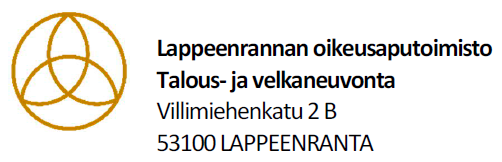 Lappeenrannan oikeusaputoimisto
Talous- ja velkaneuvonta
Villimiehenkatu 2 B
53100 LAPPEENRANTA